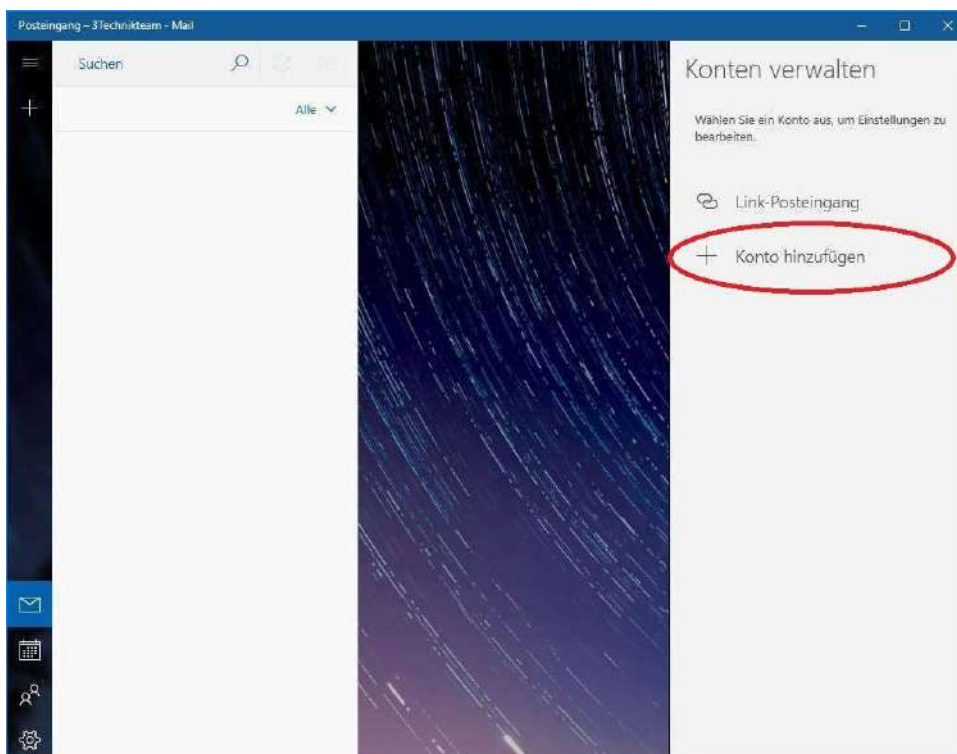 Posteingang – 3Technikteam - Mail
Suchen
Alle
Konten verwalten
Wählen Sie ein Konto aus, um Einstellungen zu
bearbeiten.
Link-Posteingang
Konto hinzufügen